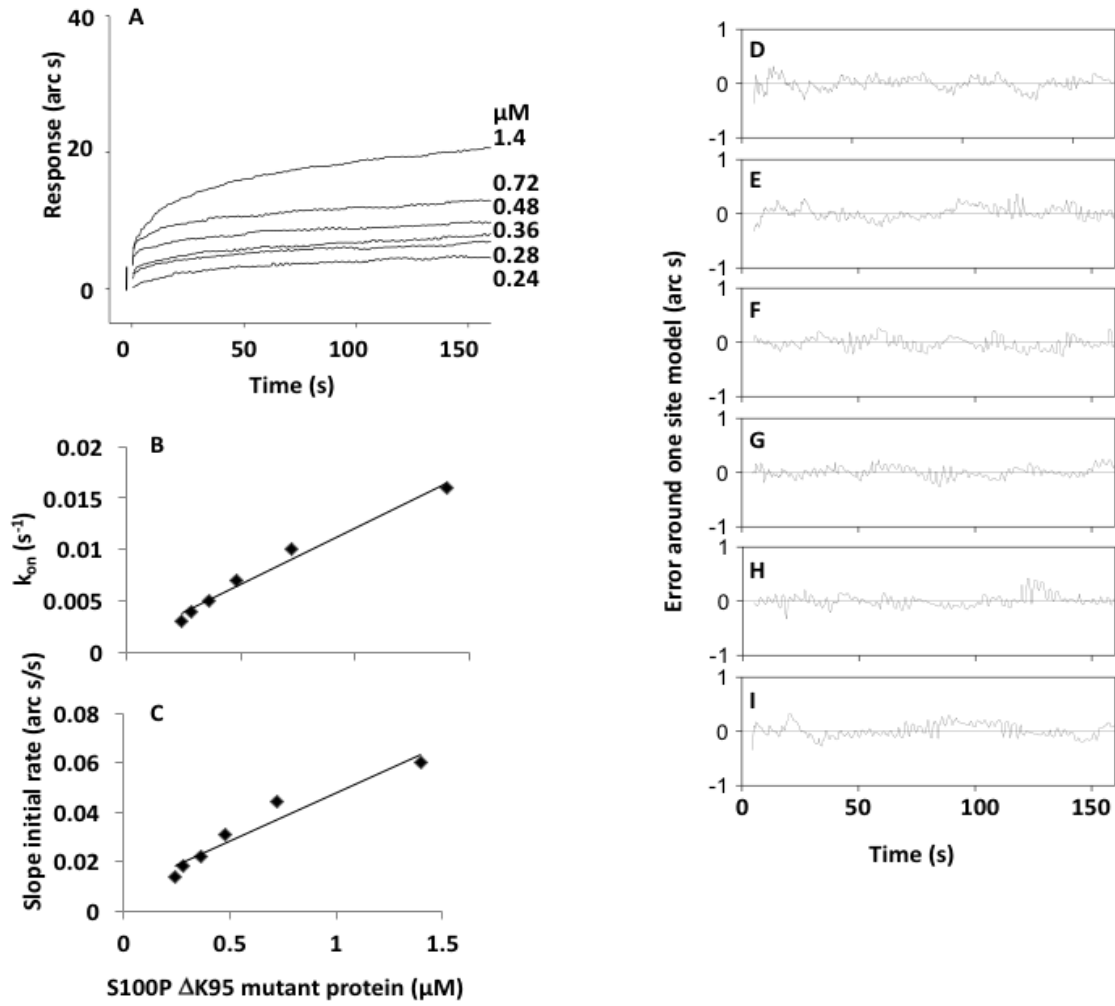 A
Response (arc s)
40
20
0
µM
1.4
0.72
0.48
0.36
0.28
0.24
0 50 100 150
Time (s)
B
k_on (s⁻¹)
0.02
0.015
0.01
0.005
0
C
Slope initial rate (arc s/s)
0.08
0.06
0.04
0.02
0
0 0.5 1 1.5
S100P ΔK95 mutant protein (µM)
Error around one site model (arc s)
D
1
0
-1
E
1
0
-1
F
1
0
-1
G
1
0
-1
H
1
0
-1
I
1
0
-1
0 50 100 150
Time (s)